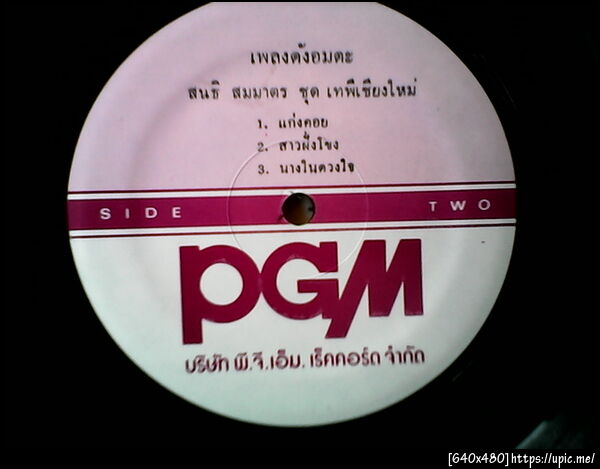 เพลงดังอมตะ
สนธิ สมมาตร ชุด เทพีเชียงใหม่
1. แก่งคอย
2. สาวฝั่งโขง
3. นางในดวงใจ
SIDE TWO
PGM
บริษัท พี.จี.เอ็ม. เร็คคอร์ด จำกัด
[640x480]https://upic.me/